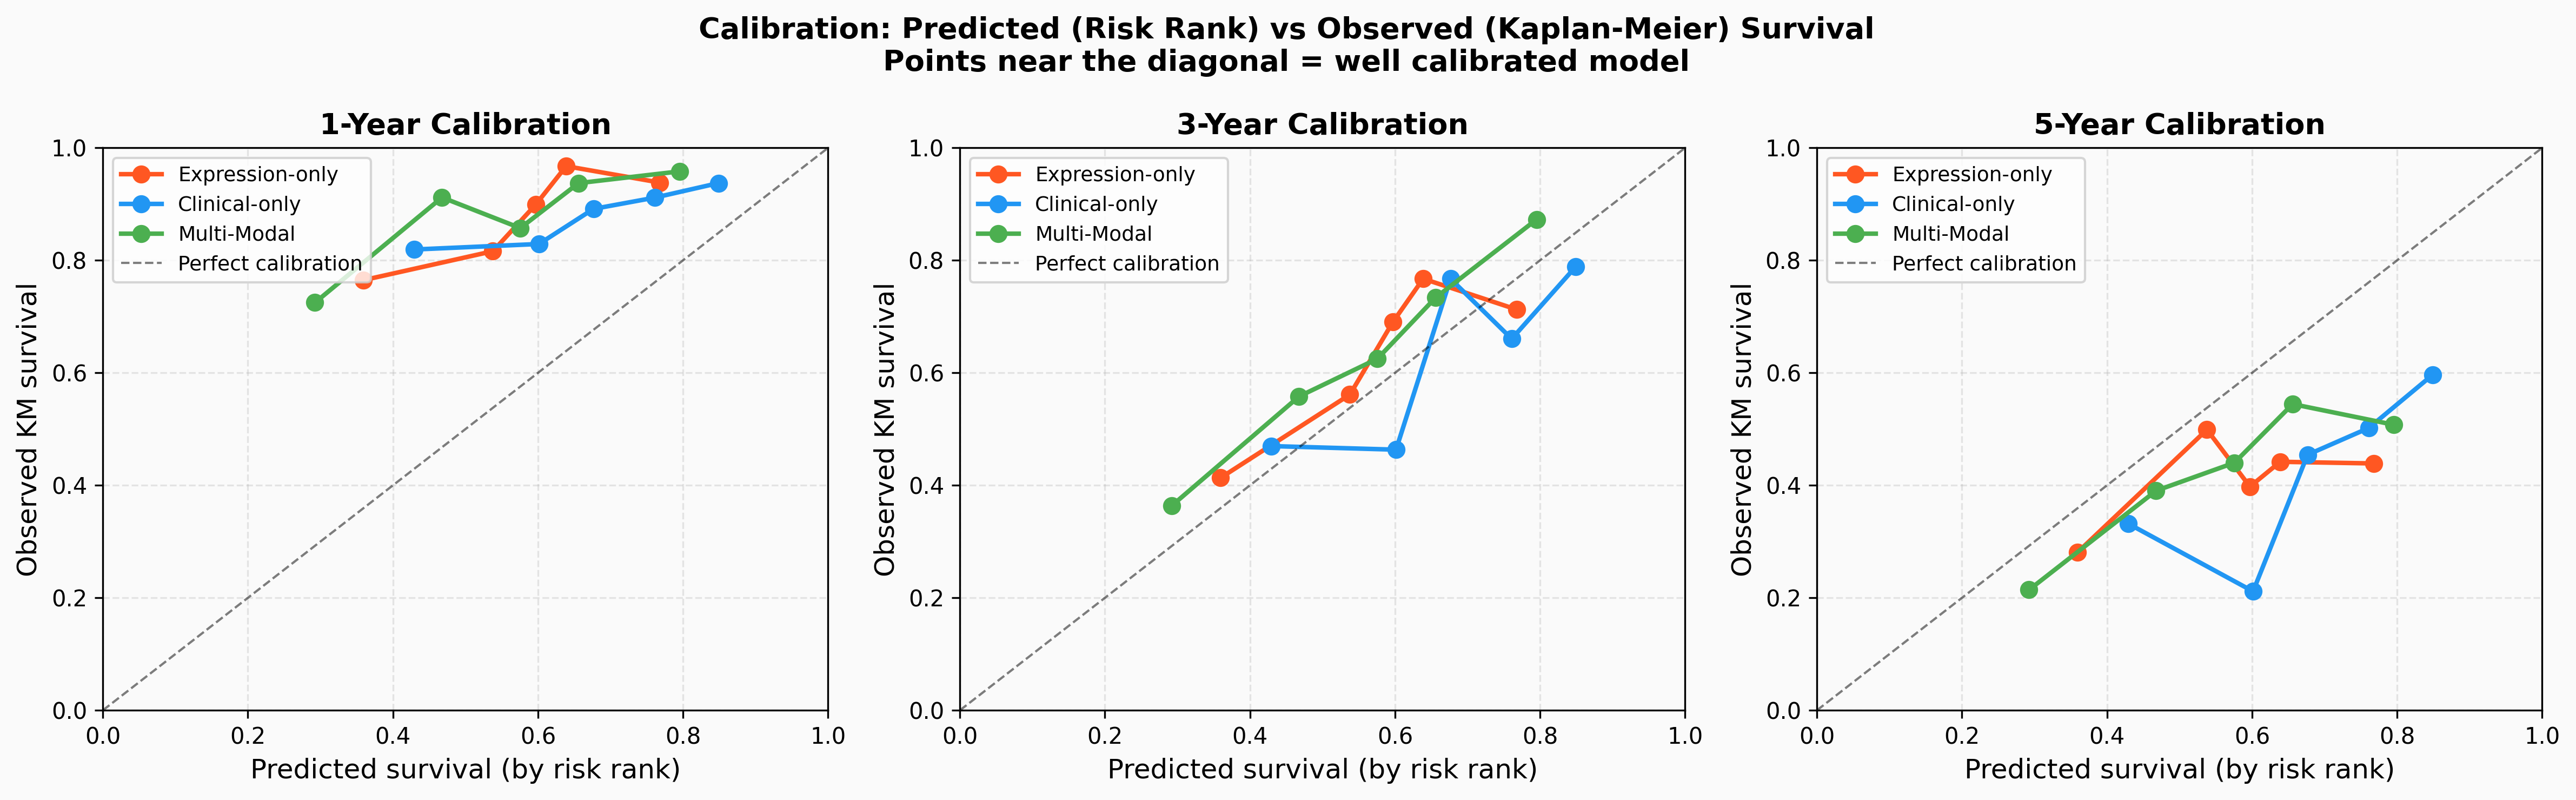 Calibration: Predicted (Risk Rank) vs Observed (Kaplan-Meier) Survival
Points near the diagonal = well calibrated model
1-Year Calibration
Observed KM survival
1.0
0.8
0.6
0.4
0.2
0.0
Expression-only
Clinical-only
Multi-Modal
Perfect calibration
0.0 0.2 0.4 0.6 0.8 1.0
Predicted survival (by risk rank)
3-Year Calibration
Observed KM survival
1.0
0.8
0.6
0.4
0.2
0.0
Expression-only
Clinical-only
Multi-Modal
Perfect calibration
0.0 0.2 0.4 0.6 0.8 1.0
Predicted survival (by risk rank)
5-Year Calibration
Observed KM survival
1.0
0.8
0.6
0.4
0.2
0.0
Expression-only
Clinical-only
Multi-Modal
Perfect calibration
0.0 0.2 0.4 0.6 0.8 1.0
Predicted survival (by risk rank)